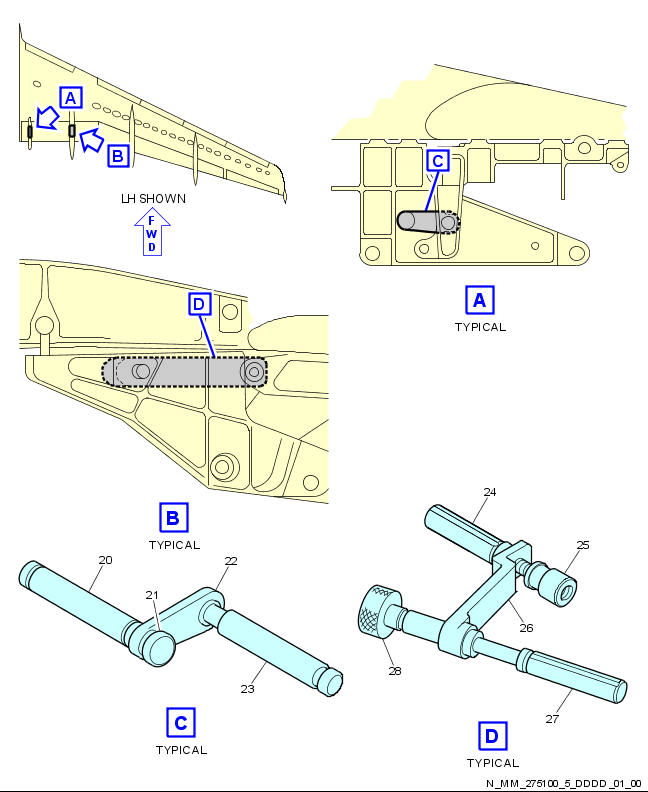 A
B
LH SHOWN
F
W
D
C
A
TYPICAL
D
B
TYPICAL
20
21
22
23
C
TYPICAL
24
25
26
27
28
D
TYPICAL
N_MM_275100_5_DDDD_01_00